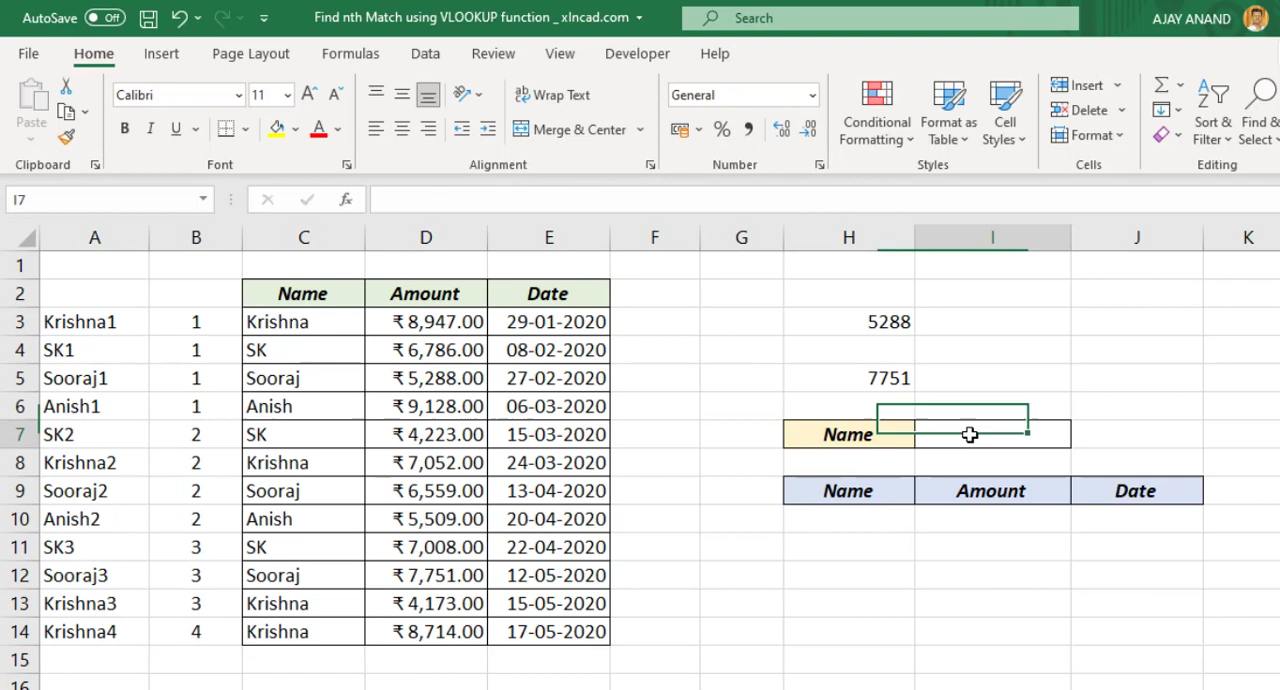 AutoSave Off Find nth Match using VLOOKUP function _ xlncad.com Search AJAY ANAND
File Home Insert Page Layout Formulas Data Review View Developer Help
Paste Calibri 11 Wrap Text General Conditional Formatting Format as Table Cell Styles Insert Sort & Filter Find & Select
B I U Merge & Center % Delete Format
Clipboard Font Alignment Number Styles Cells Editing
I7 fx
A B C D E F G H I J K
1
2 Name Amount Date
3 Krishna1 1 Krishna ₹ 8,947.00 29-01-2020 5288
4 SK1 1 SK ₹ 6,786.00 08-02-2020
5 Sooraj1 1 Sooraj ₹ 5,288.00 27-02-2020 7751
6 Anish1 1 Anish ₹ 9,128.00 06-03-2020
7 SK2 2 SK ₹ 4,223.00 15-03-2020 Name
8 Krishna2 2 Krishna ₹ 7,052.00 24-03-2020
9 Sooraj2 2 Sooraj ₹ 6,559.00 13-04-2020 Name Amount Date
10 Anish2 2 Anish ₹ 5,509.00 20-04-2020
11 SK3 3 SK ₹ 7,008.00 22-04-2020
12 Sooraj3 3 Sooraj ₹ 7,751.00 12-05-2020
13 Krishna3 3 Krishna ₹ 4,173.00 15-05-2020
14 Krishna4 4 Krishna ₹ 8,714.00 17-05-2020
15
16